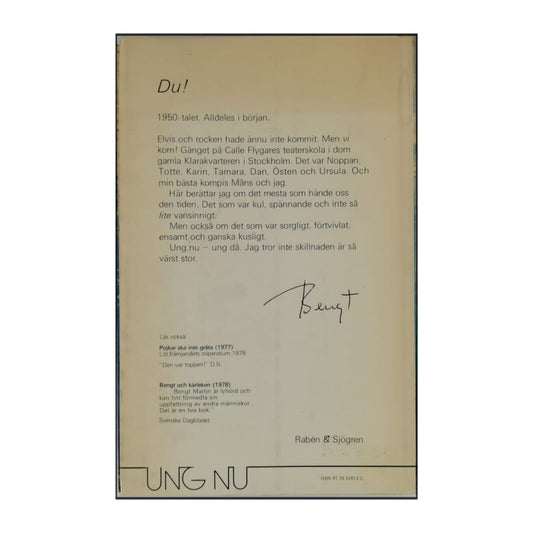 Du!
1950-talet. Alldeles i början.
Elvis och rocken hade ännu inte kommit. Men vi
kom! Gänget på Calle Flygares teaterskola i dom
gamla Klarakvarteren i Stockholm. Det var Noppan,
Totte, Karin, Tamara, Dan, Östen och Ursula. Och
min bästa kompis Måns och jag.
Här berättar jag om det mesta som hände oss
den tiden. Det som var kul, spännande och inte så
lite vansinnigt.
Men också om det som var sorgligt, förtvivlat,
ensamt och ganska kusligt.
Ung nu – ung då. Jag tror inte skillnaden är så
värst stor.
Bengt
Läs också
Pojkar ska inte gråta (1977)
Litt.främjandets stipendium 1978.
"Den var toppen!" D.N.
Bengt och kärleken (1978)
Bengt Martin är lyhörd och
kan fint förmedla sin
uppfattning av andra människor
Det är en bra bok.
Svenska Dagbladet.
Rabén & Sjögren
UNG NU
ISBN 91 29